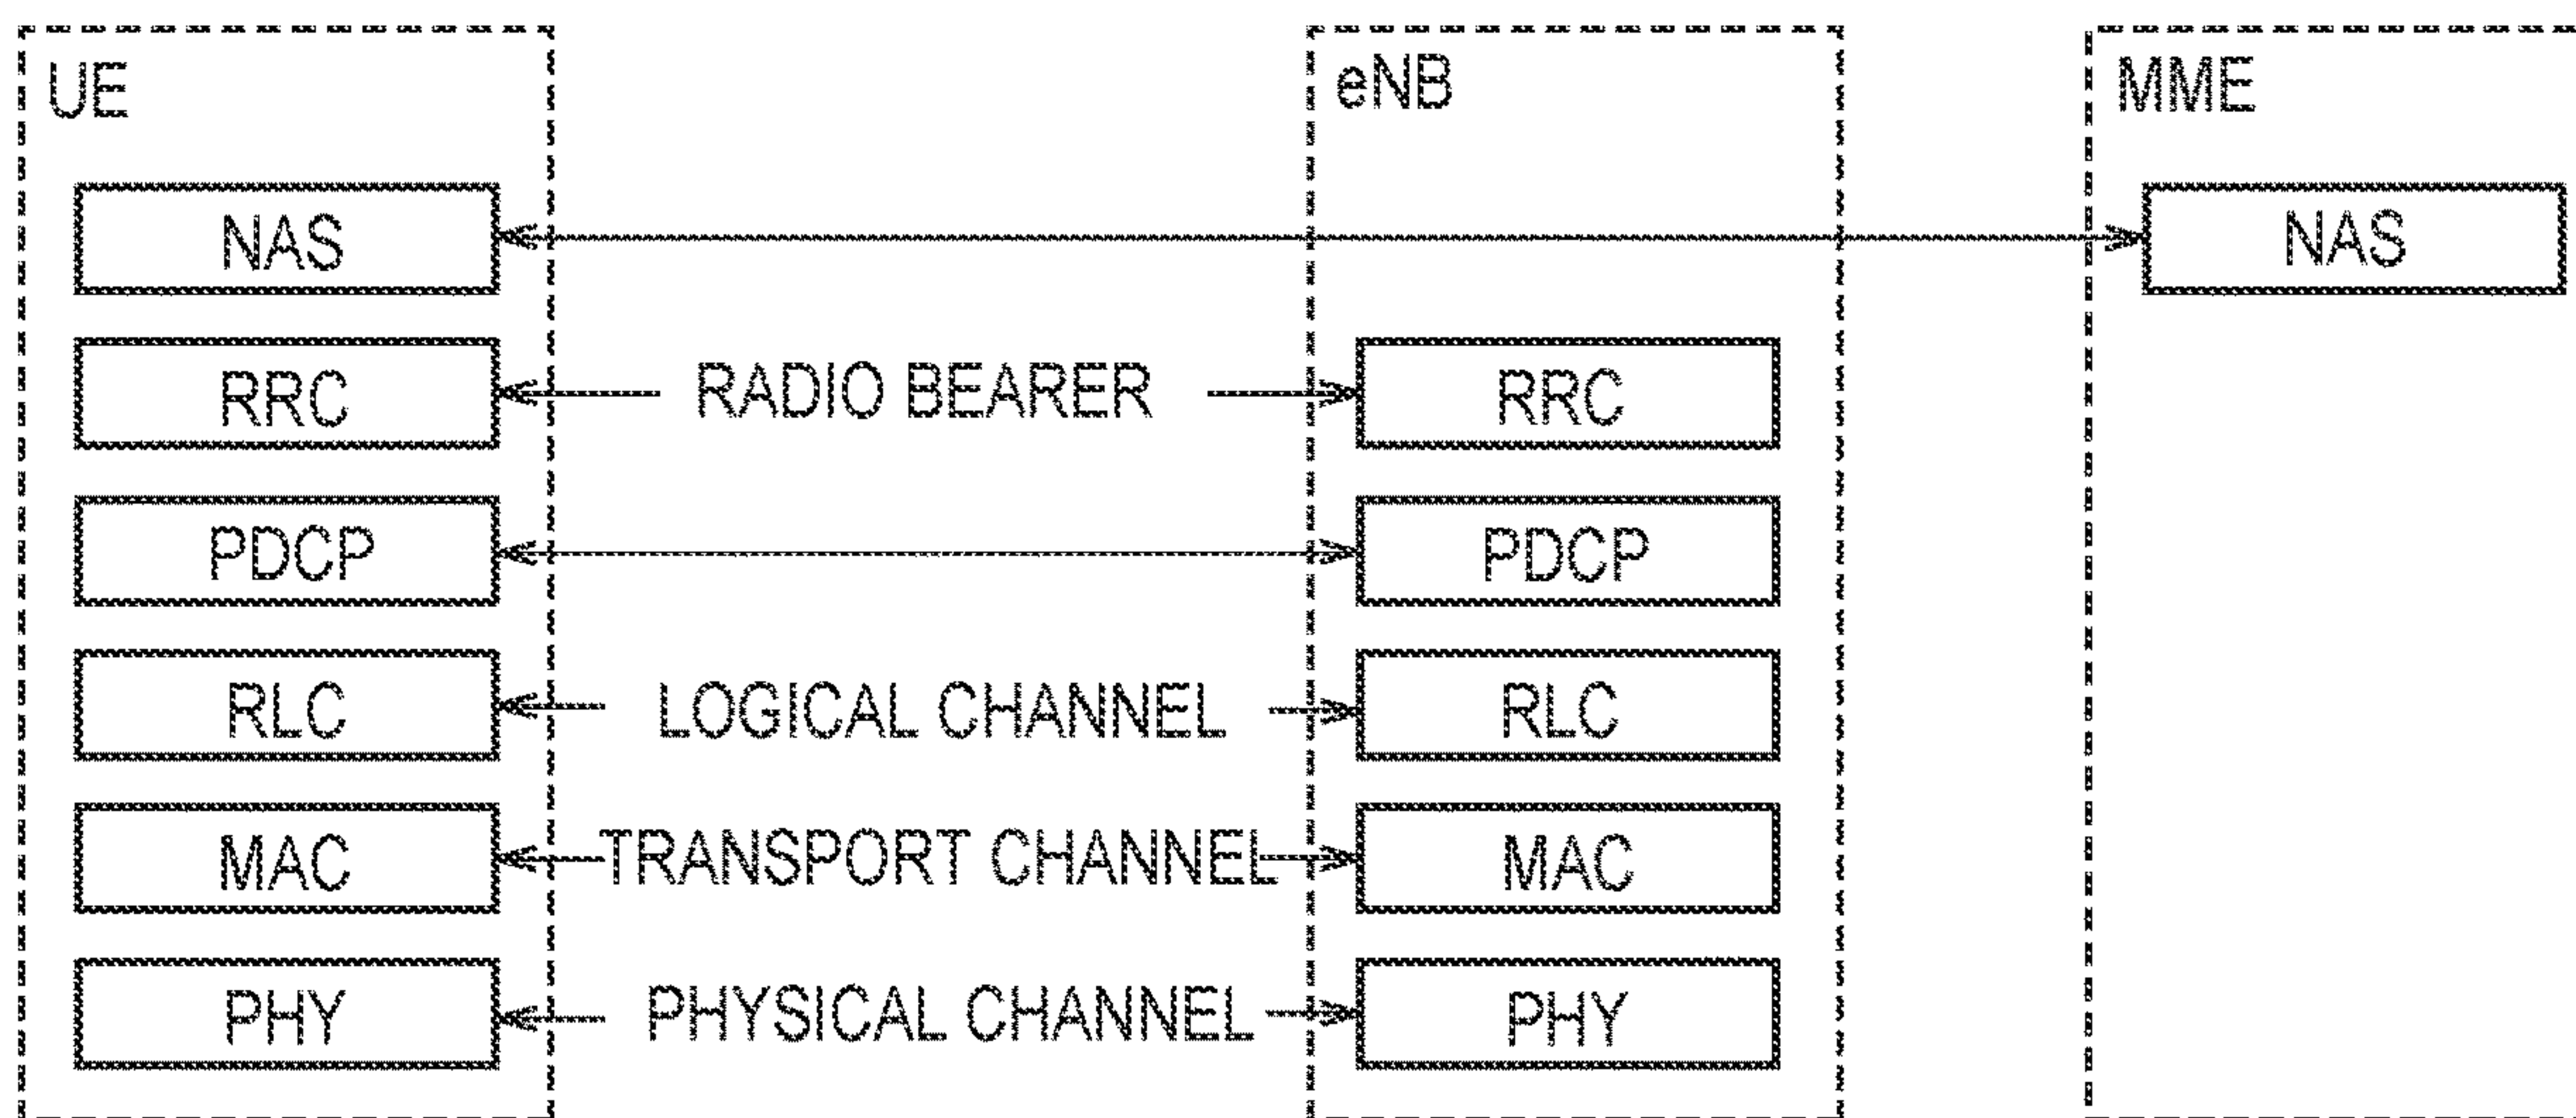 UE eNB MME
NAS NAS
RRC RADIO BEARER RRC
PDCP PDCP
RLC LOGICAL CHANNEL RLC
MAC TRANSPORT CHANNEL MAC
PHY PHYSICAL CHANNEL PHY